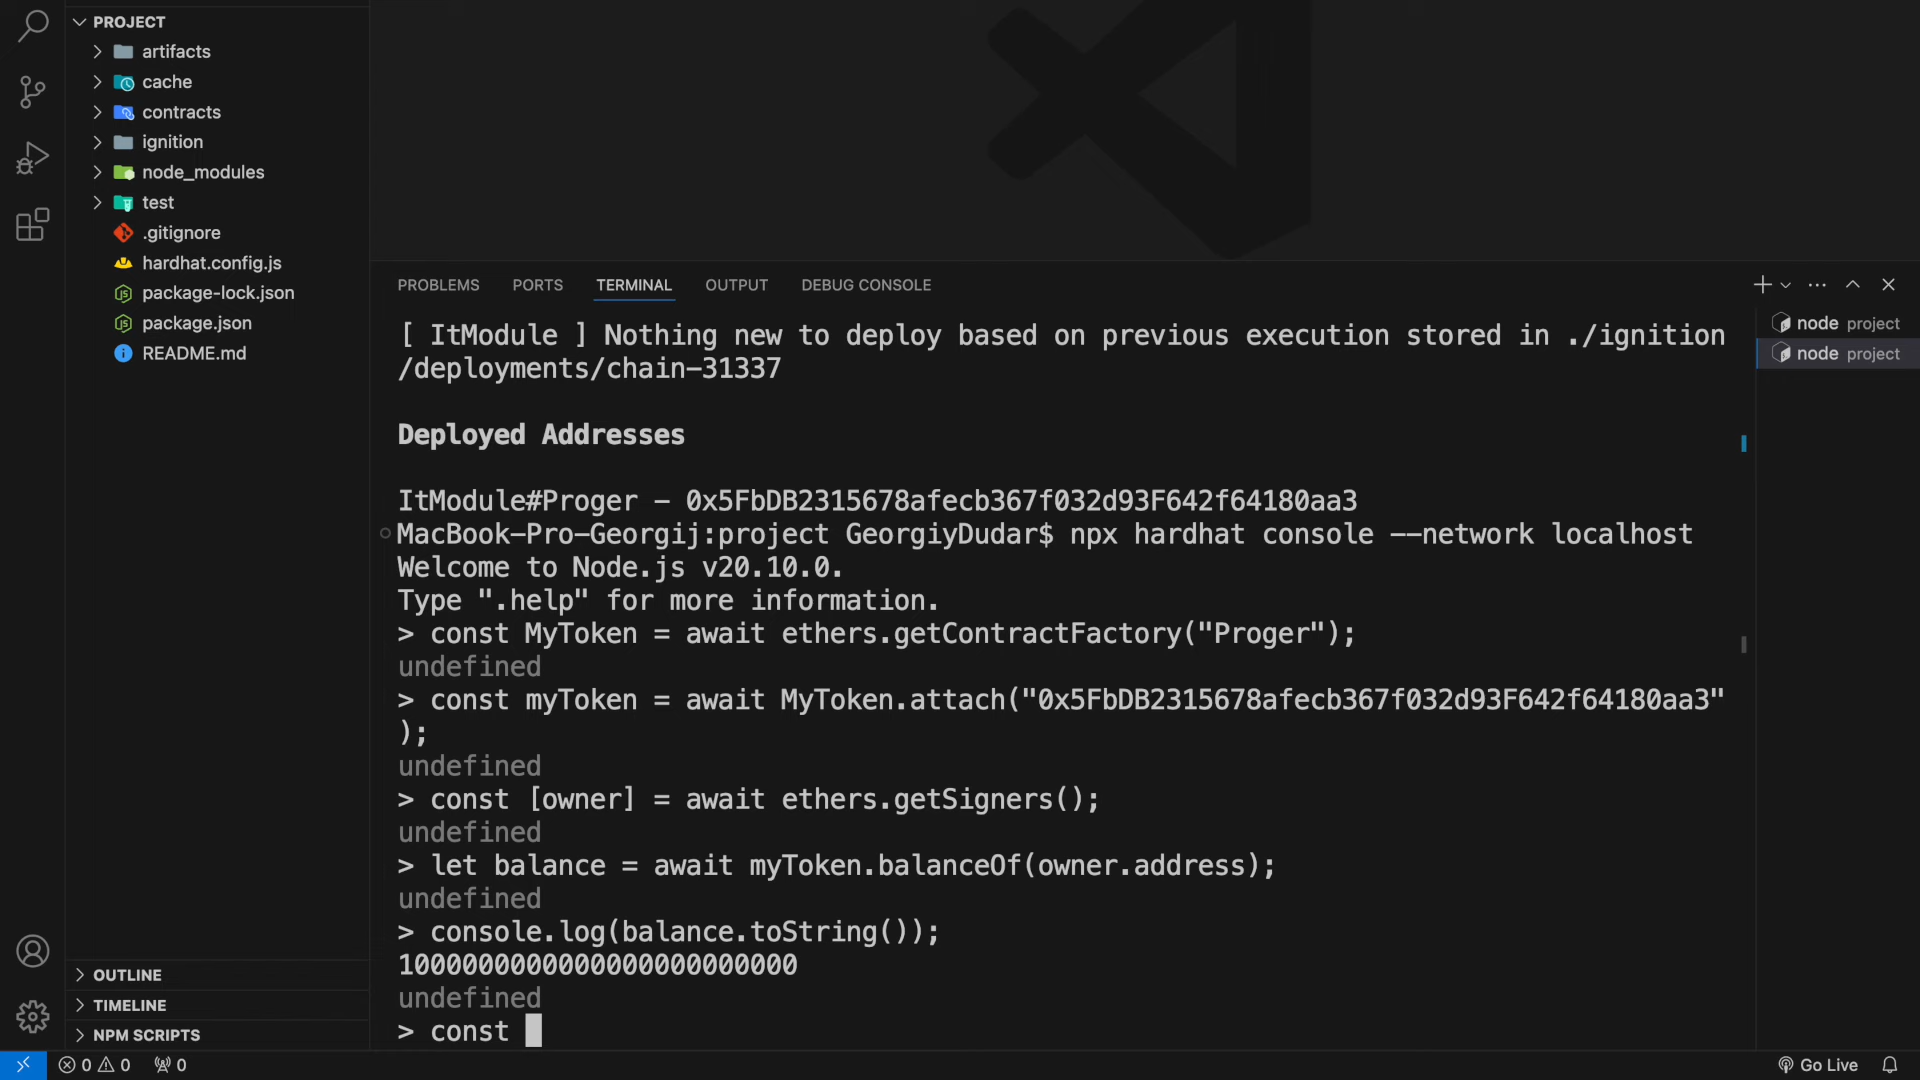 PROJECT
artifacts
cache
contracts
ignition
node_modules
test
.gitignore
hardhat.config.js
package-lock.json
package.json
README.md
OUTLINE
TIMELINE
NPM SCRIPTS
PROBLEMS PORTS TERMINAL OUTPUT DEBUG CONSOLE
[ ItModule ] Nothing new to deploy based on previous execution stored in ./ignition
/deployments/chain-31337
Deployed Addresses
ItModule#Proger – 0x5FbDB2315678afecb367f032d93F642f64180aa3
MacBook-Pro-Georgij:project GeorgiyDudar$ npx hardhat console --network localhost
Welcome to Node.js v20.10.0.
Type ".help" for more information.
> const MyToken = await ethers.getContractFactory("Proger");
undefined
> const myToken = await MyToken.attach("0x5FbDB2315678afecb367f032d93F642f64180aa3"
);
undefined
> const [owner] = await ethers.getSigners();
undefined
> let balance = await myToken.balanceOf(owner.address);
undefined
> console.log(balance.toString());
1000000000000000000000000
undefined
> const
node project
node project
0 0 0
Go Live